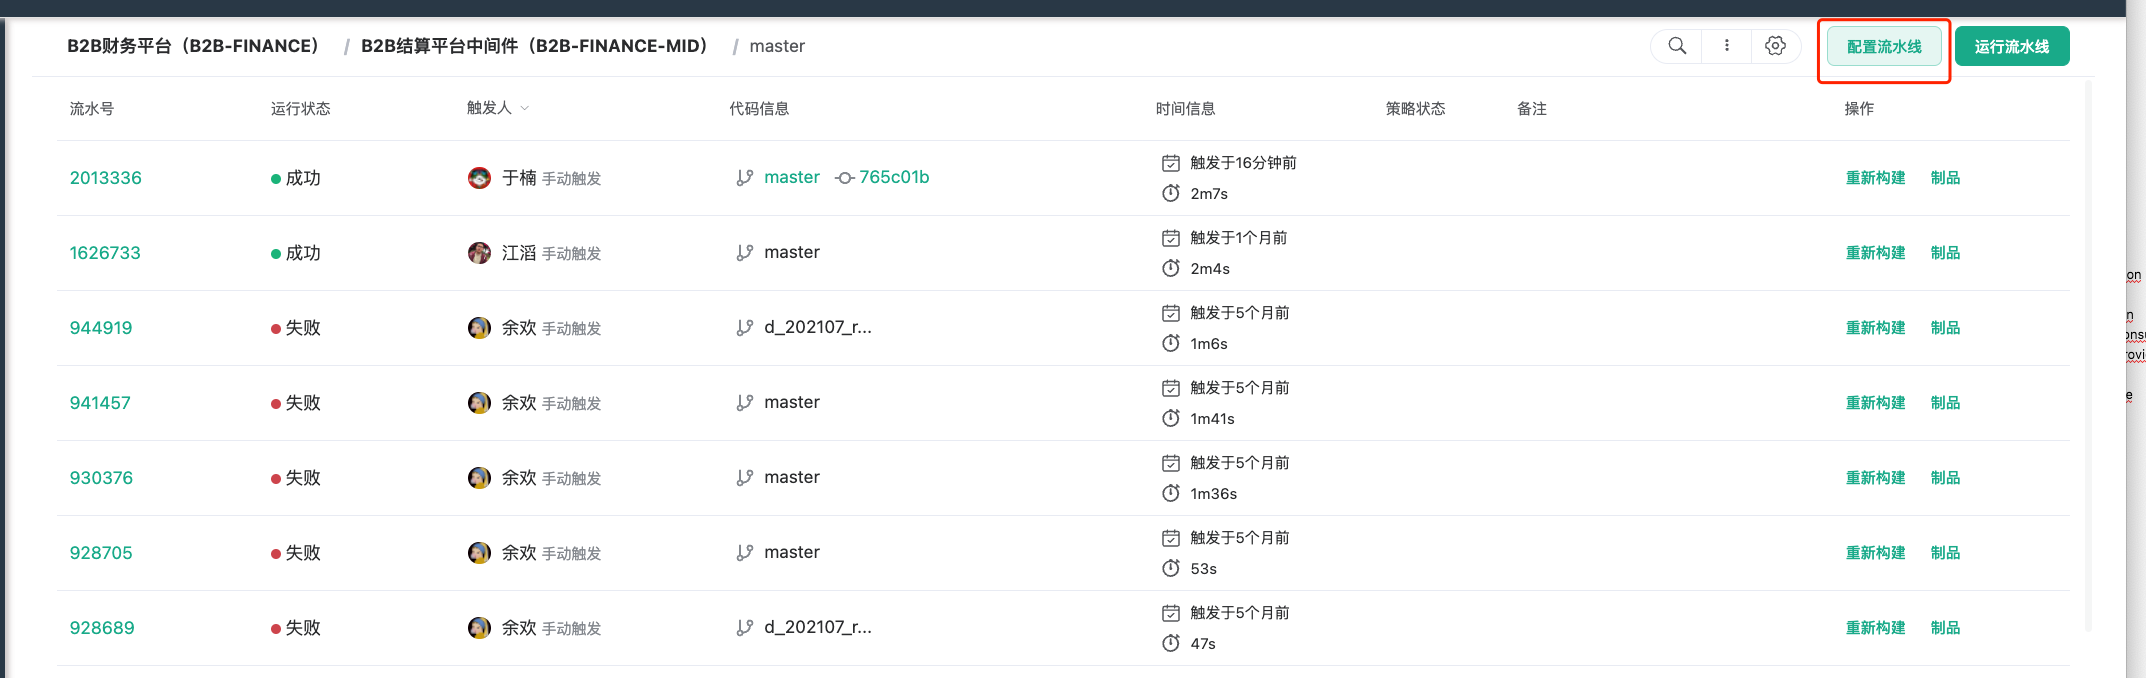 B2B财务平台（B2B-FINANCE） / B2B结算平台中间件（B2B-FINANCE-MID） / master 配置流水线 运行流水线
流水号 运行状态 触发人 代码信息 时间信息 策略状态 备注 操作
2013336 成功 于楠 手动触发 master 765c01b 触发于16分钟前 重新构建 制品
2m7s
1626733 成功 江滔 手动触发 master 触发于1个月前 重新构建 制品
2m4s
944919 失败 余欢 手动触发 d_202107_r... 触发于5个月前 重新构建 制品
1m6s
941457 失败 余欢 手动触发 master 触发于5个月前 重新构建 制品
1m41s
930376 失败 余欢 手动触发 master 触发于5个月前 重新构建 制品
1m36s
928705 失败 余欢 手动触发 master 触发于5个月前 重新构建 制品
53s
928689 失败 余欢 手动触发 d_202107_r... 触发于5个月前 重新构建 制品
47s